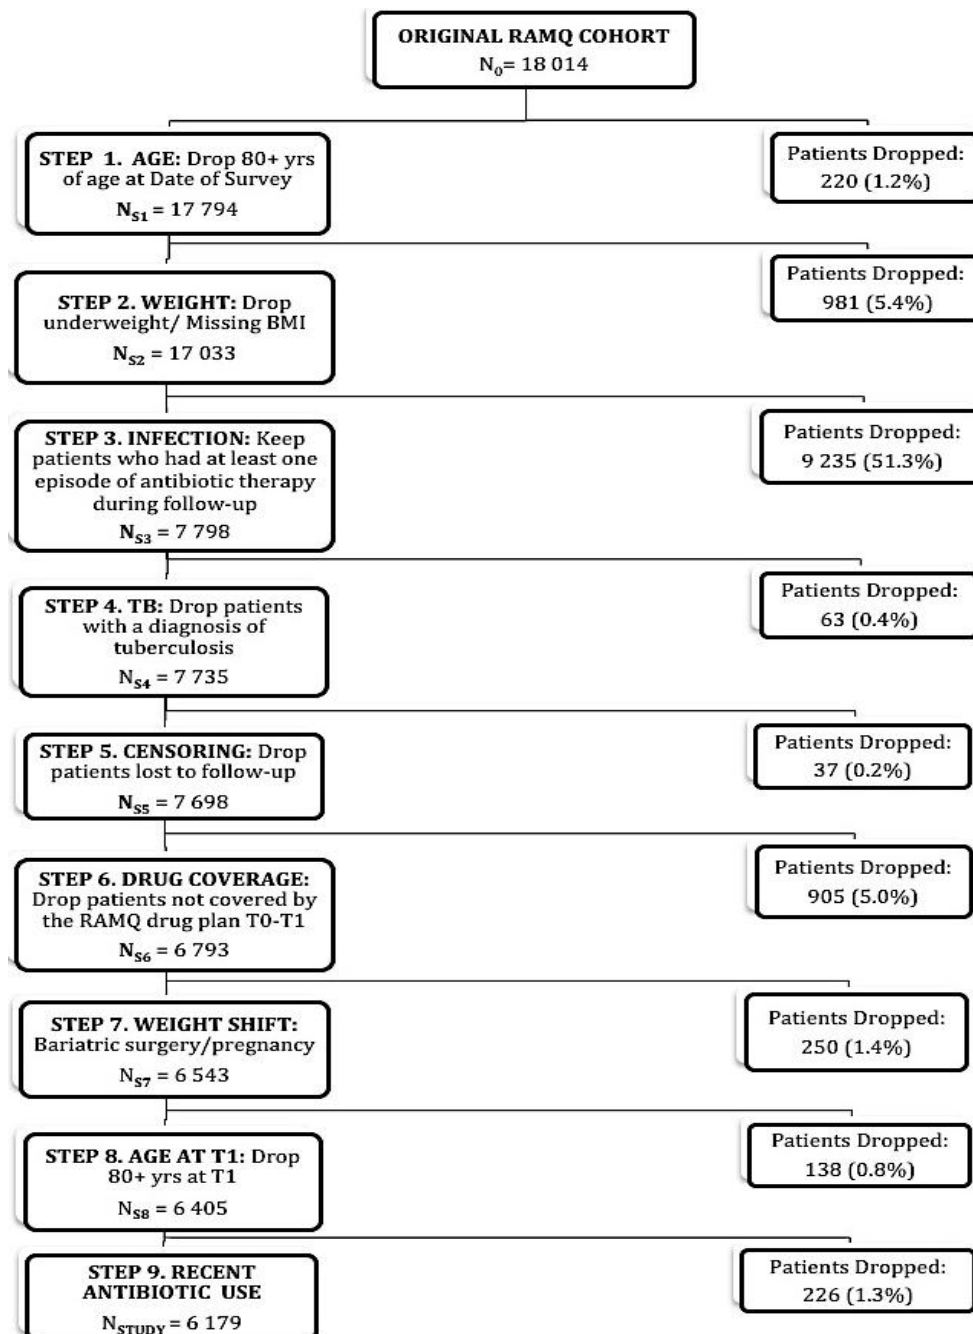 ORIGINAL RAMQ COHORT
N0= 18 014
STEP 1. AGE: Drop 80+ yrs
of age at Date of Survey
NS1 = 17 794
Patients Dropped:
220 (1.2%)
Patients Dropped:
981 (5.4%)
STEP 2. WEIGHT: Drop
underweight/ Missing BMI
NS2 = 17 033
Patients Dropped:
9 235 (51.3%)
STEP 3. INFECTION: Keep
patients who had at least one
episode of antibiotic therapy
during follow-up
NS3 = 7 798
Patients Dropped:
63 (0.4%)
STEP 4. TB: Drop patients
with a diagnosis of
tuberculosis
NS4 = 7 735
Patients Dropped:
37 (0.2%)
STEP 5. CENSORING: Drop
patients lost to follow-up
NS5 = 7 698
Patients Dropped:
905 (5.0%)
STEP 6. DRUG COVERAGE:
Drop patients not covered by
the RAMQ drug plan T0-T1
NS6 = 6 793
Patients Dropped:
250 (1.4%)
STEP 7. WEIGHT SHIFT:
Bariatric surgery/pregnancy
NS7 = 6 543
Patients Dropped:
138 (0.8%)
STEP 8. AGE AT T1: Drop
80+ yrs at T1
NS8 = 6 405
Patients Dropped:
226 (1.3%)
STEP 9. RECENT
ANTIBIOTIC USE
NSTUDY = 6 179